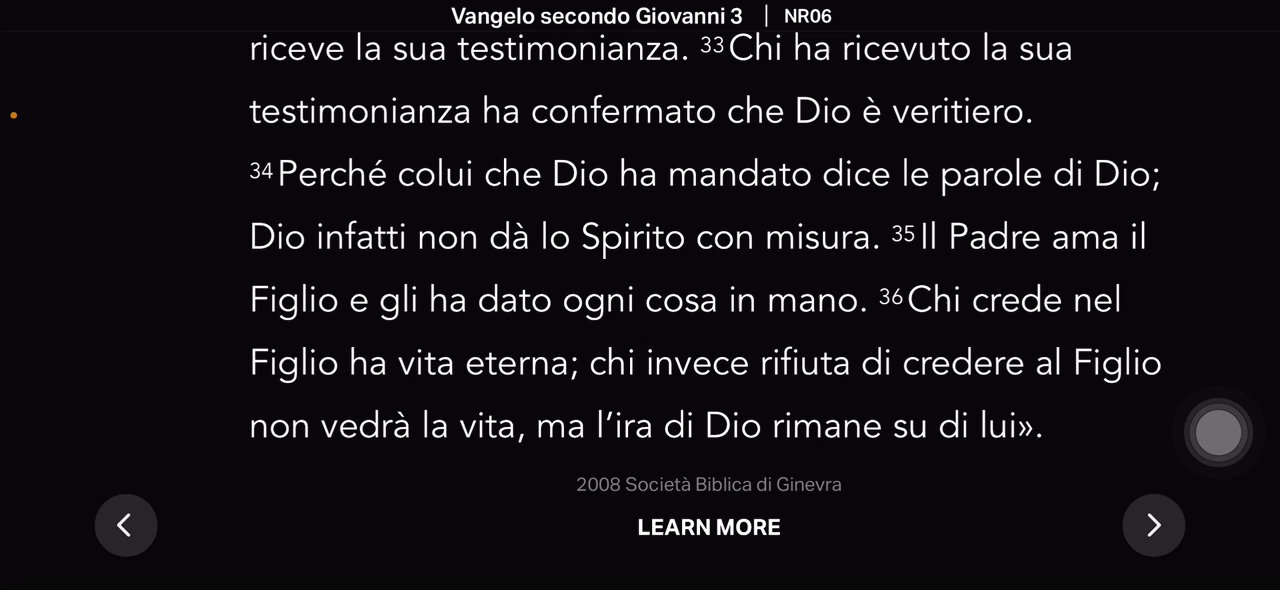 Vangelo secondo Giovanni 3 | NR06
riceve la sua testimonianza. 33 Chi ha ricevuto la sua
testimonianza ha confermato che Dio è veritiero.
34 Perché colui che Dio ha mandato dice le parole di Dio;
Dio infatti non dà lo Spirito con misura. 35 Il Padre ama il
Figlio e gli ha dato ogni cosa in mano. 36 Chi crede nel
Figlio ha vita eterna; chi invece rifiuta di credere al Figlio
non vedrà la vita, ma l’ira di Dio rimane su di lui».
2008 Società Biblica di Ginevra
LEARN MORE